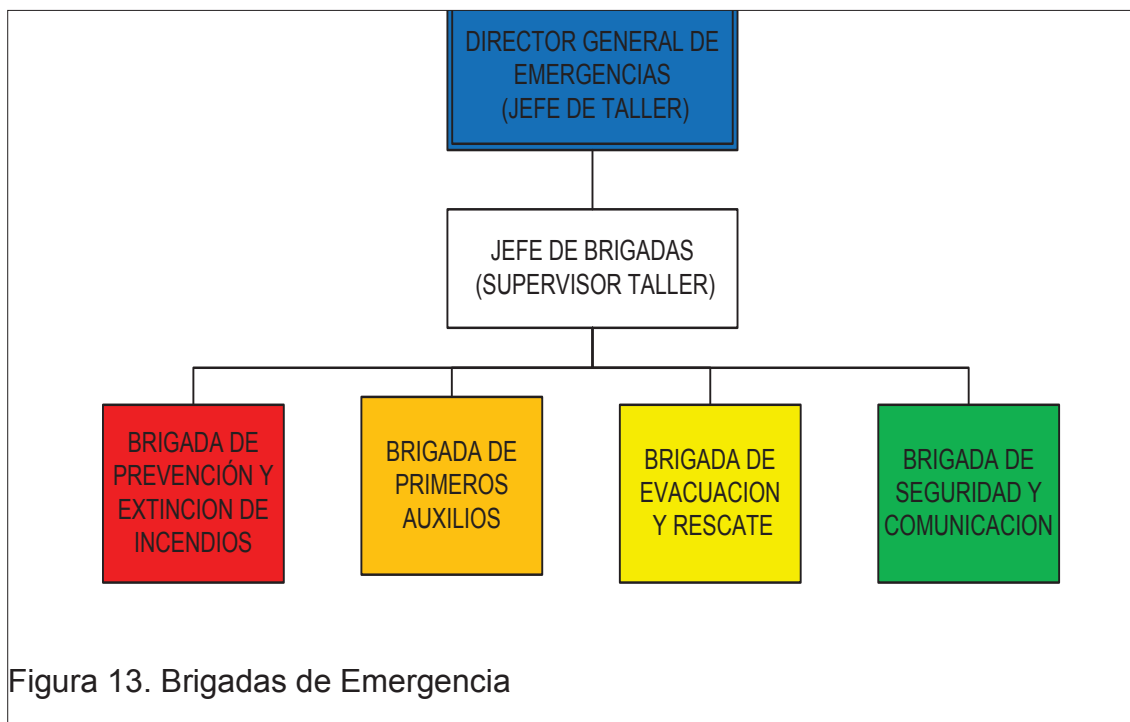 DIRECTOR GENERAL DE
EMERGENCIAS
(JEFE DE TALLER)
JEFE DE BRIGADAS
(SUPERVISOR TALLER)
BRIGADA DE
PREVENCIÓN Y
EXTINCION DE
INCENDIOS
BRIGADA DE
PRIMEROS
AUXILIOS
BRIGADA DE
EVACUACION
Y RESCATE
BRIGADA DE
SEGURIDAD Y
COMUNICACION
Figura 13. Brigadas de Emergencia